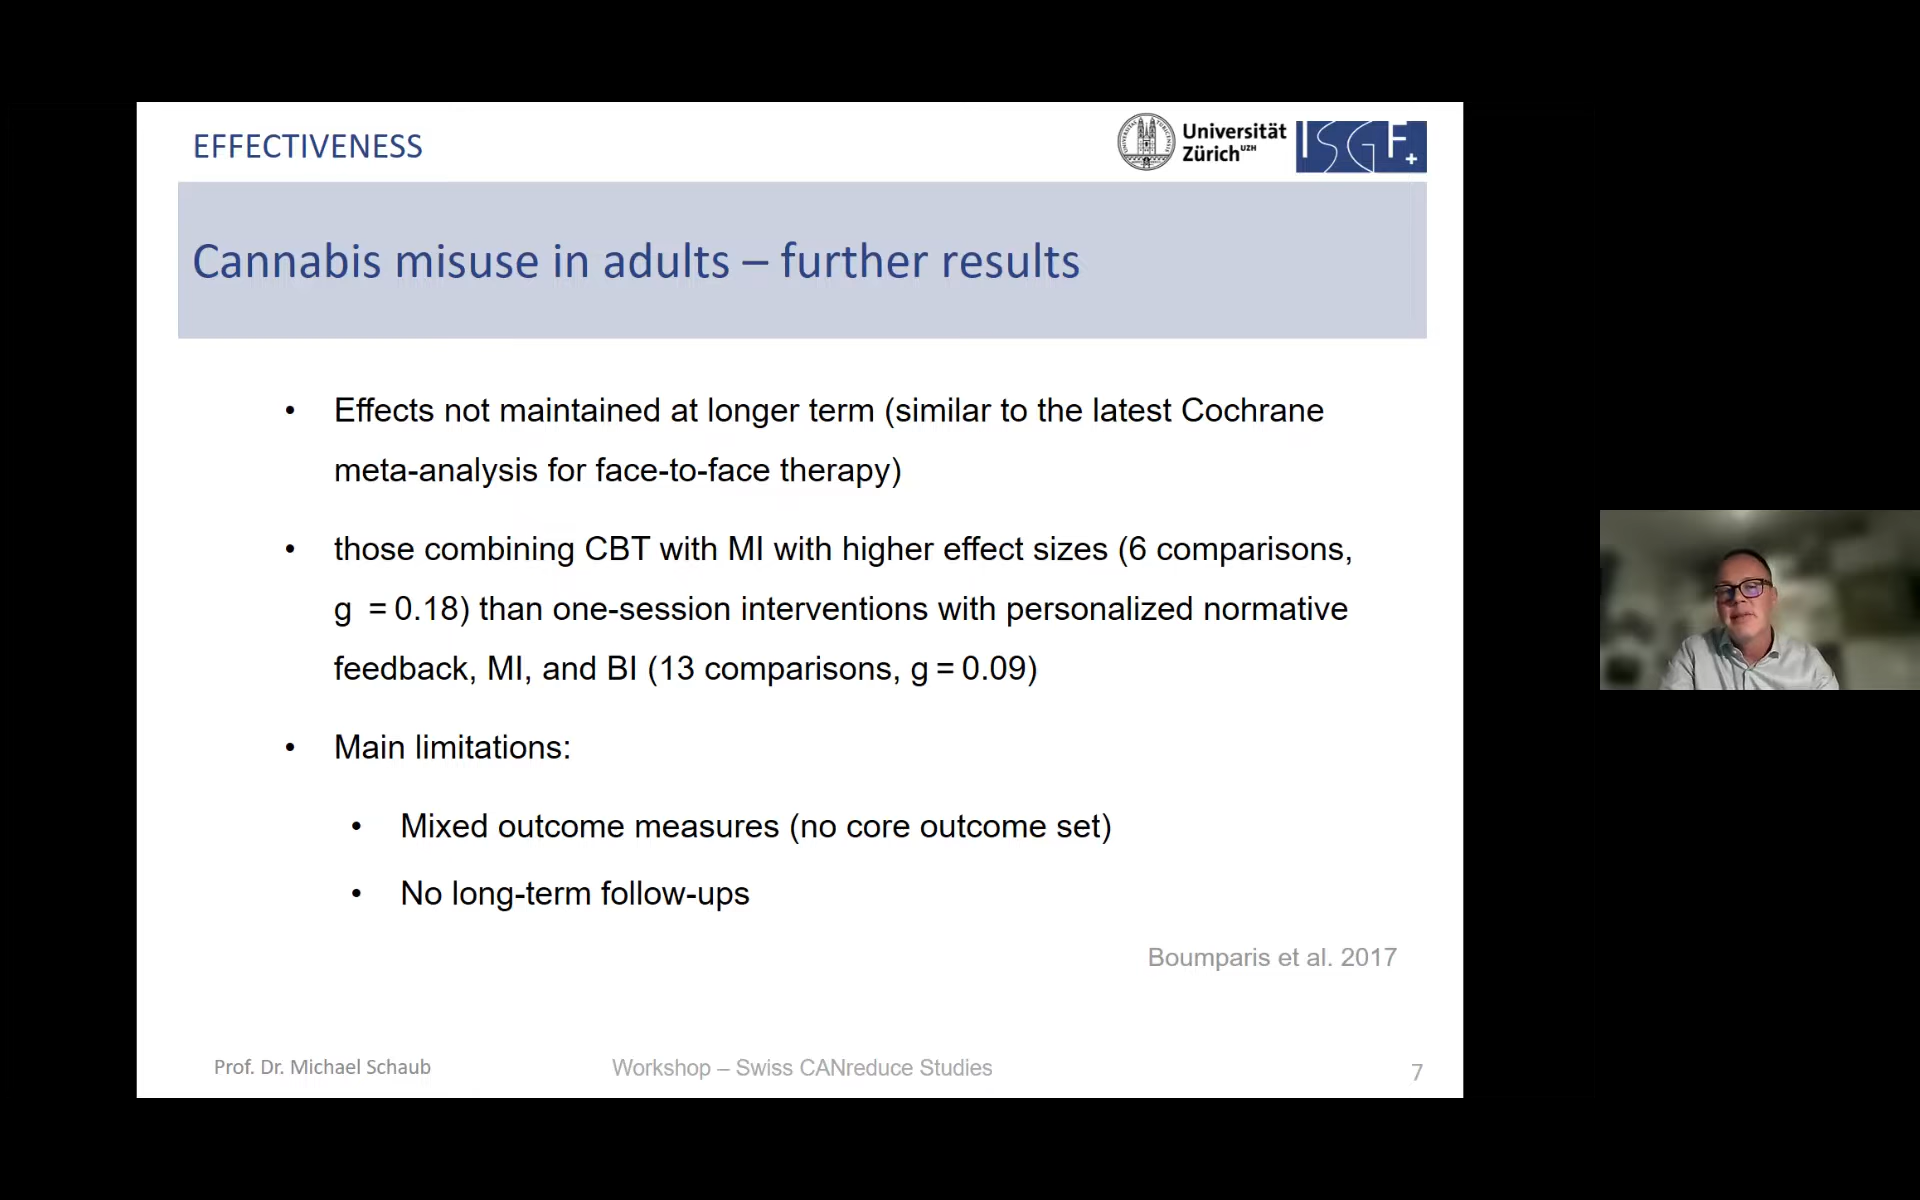 EFFECTIVENESS
Universität
Zürich UZH
ISGF
Cannabis misuse in adults – further results
• Effects not maintained at longer term (similar to the latest Cochrane
meta-analysis for face-to-face therapy)
• those combining CBT with MI with higher effect sizes (6 comparisons,
g = 0.18) than one-session interventions with personalized normative
feedback, MI, and BI (13 comparisons, g = 0.09)
• Main limitations:
• Mixed outcome measures (no core outcome set)
• No long-term follow-ups
Boumparis et al. 2017
Prof. Dr. Michael Schaub
Workshop – Swiss CANreduce Studies
7